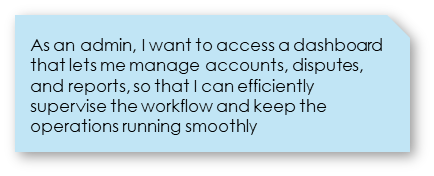 As an admin, I want to access a dashboard
that lets me manage accounts, disputes,
and reports, so that I can efficiently
supervise the workflow and keep the
operations running smoothly